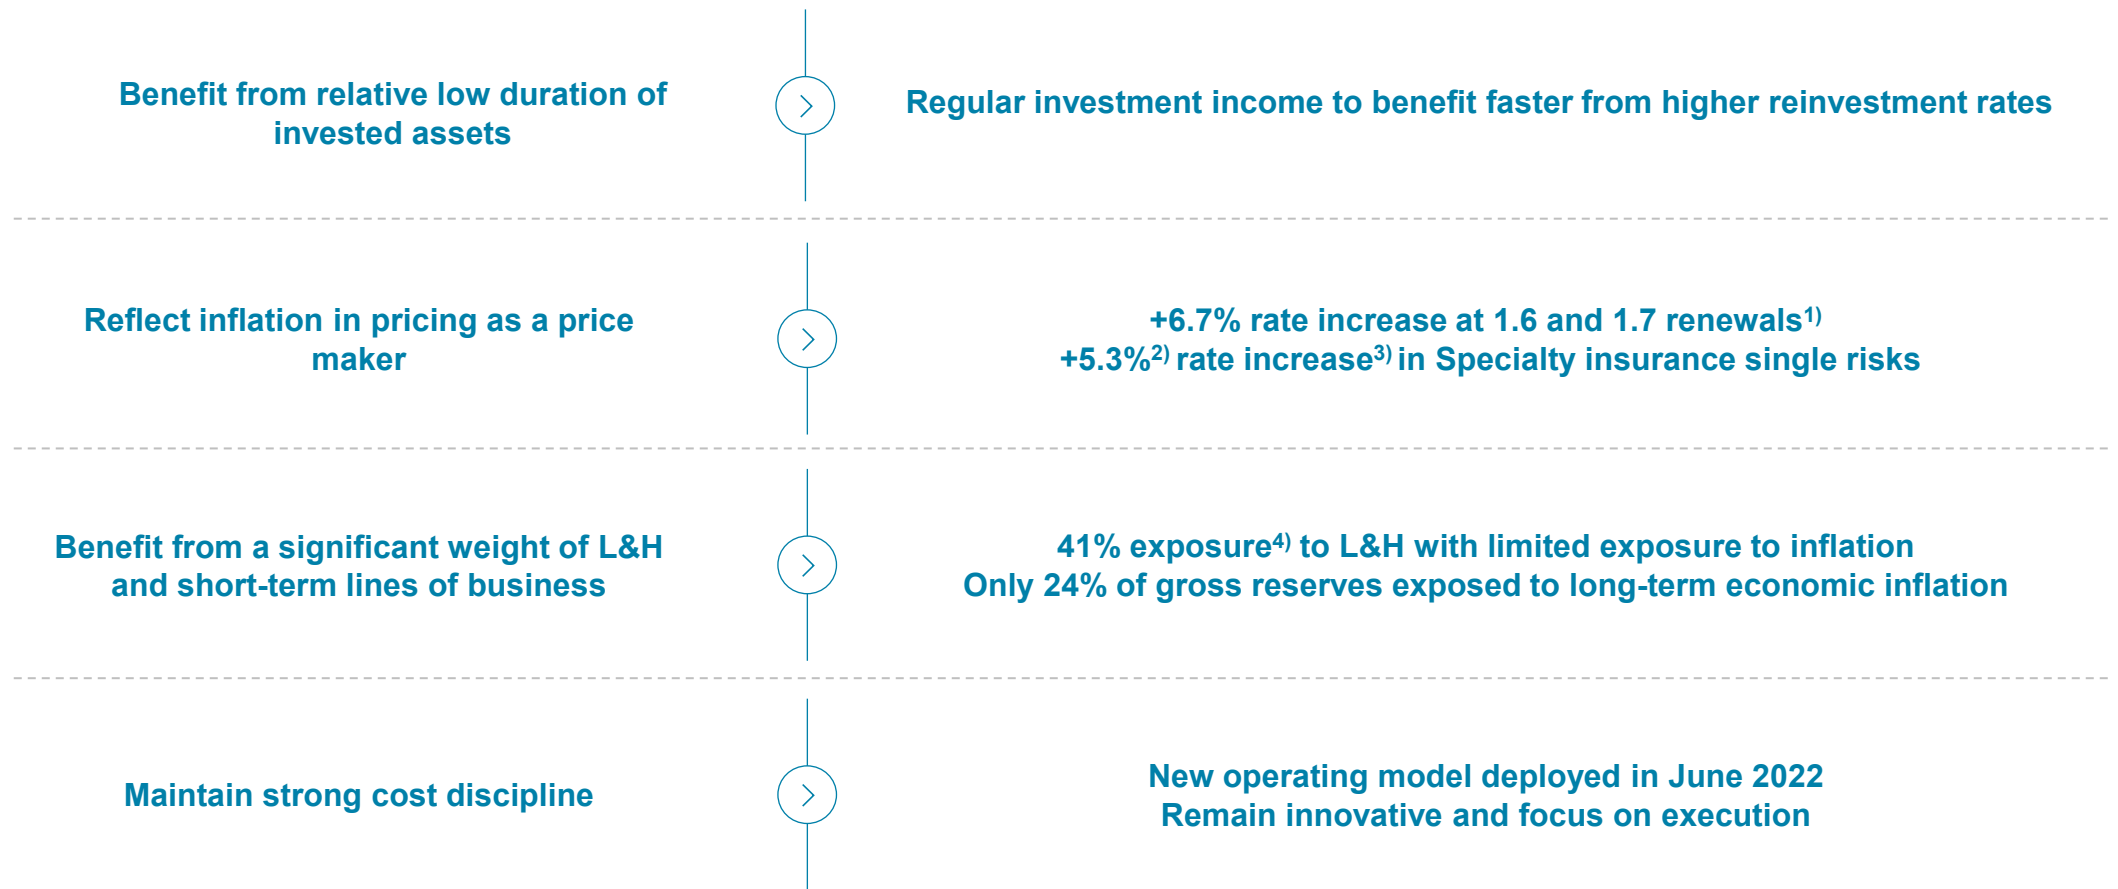 Benefit from relative low duration of
invested assets
Regular investment income to benefit faster from higher reinvestment rates
Reflect inflation in pricing as a price
maker
+6.7% rate increase at 1.6 and 1.7 renewals1)
+5.3%2) rate increase3) in Specialty insurance single risks
Benefit from a significant weight of L&H
and short-term lines of business
41% exposure4) to L&H with limited exposure to inflation
Only 24% of gross reserves exposed to long-term economic inflation
Maintain strong cost discipline
New operating model deployed in June 2022
Remain innovative and focus on execution